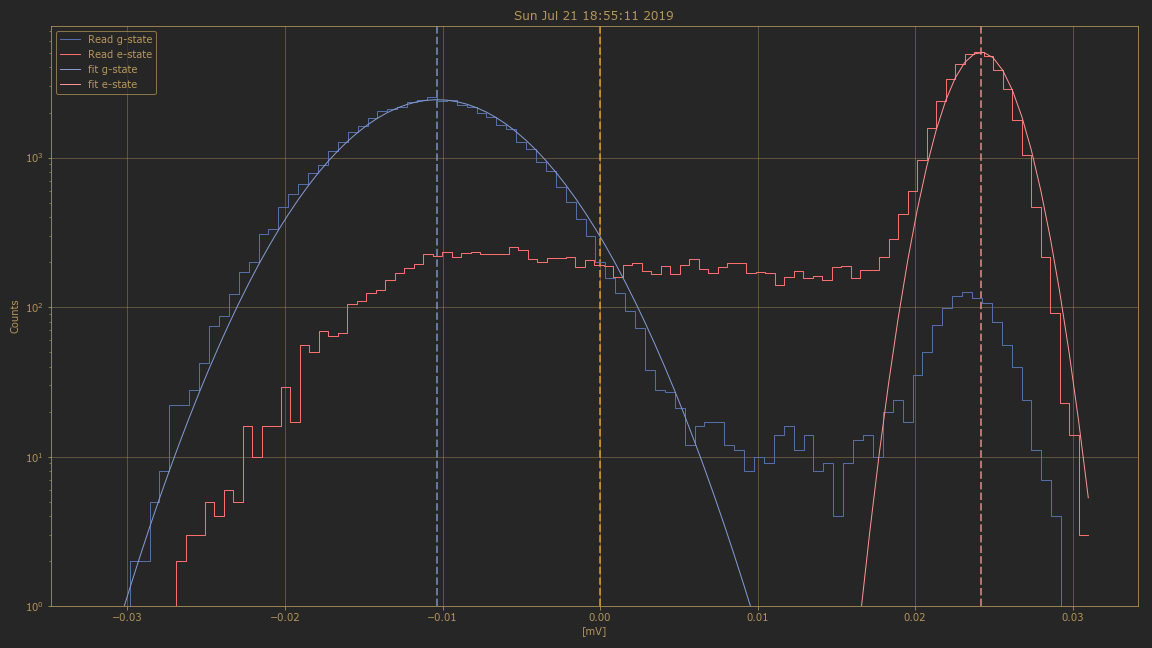 Sun Jul 21 18:55:11 2019
Read g-state
Read e-state
fit g-state
fit e-state
Counts
10³
10²
10¹
10⁰
−0.03 −0.02 −0.01 0.00 0.01 0.02 0.03
[mV]